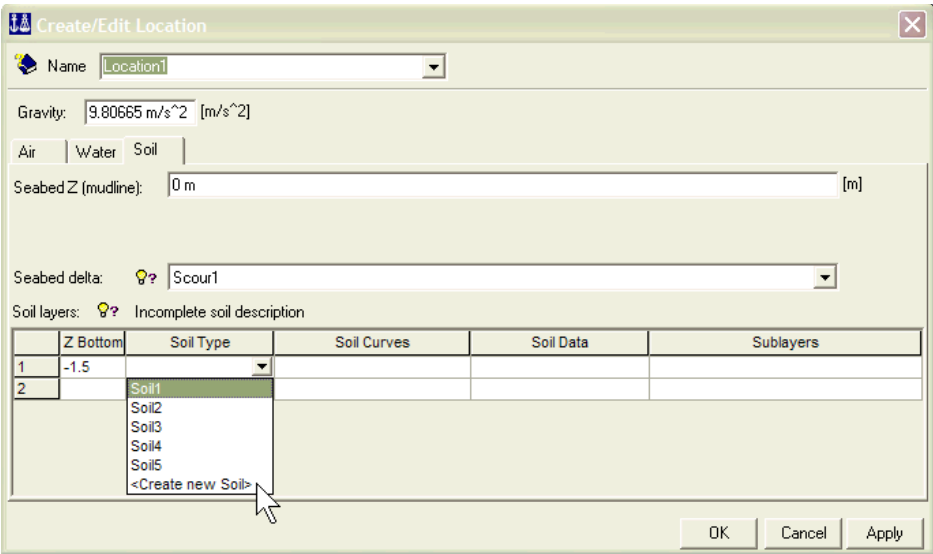 Create/Edit Location
Name Location1
Gravity: 9.80665 m/s^2 [m/s^2]
Air Water Soil
Seabed Z (mudline): 0 m [m]
Seabed delta: ? Scour1
Soil layers: ? Incomplete soil description
Z Bottom Soil Type Soil Curves Soil Data Sublayers
1 -1.5
2 Soil1
Soil2
Soil3
Soil4
Soil5
<Create new Soil>
OK Cancel Apply